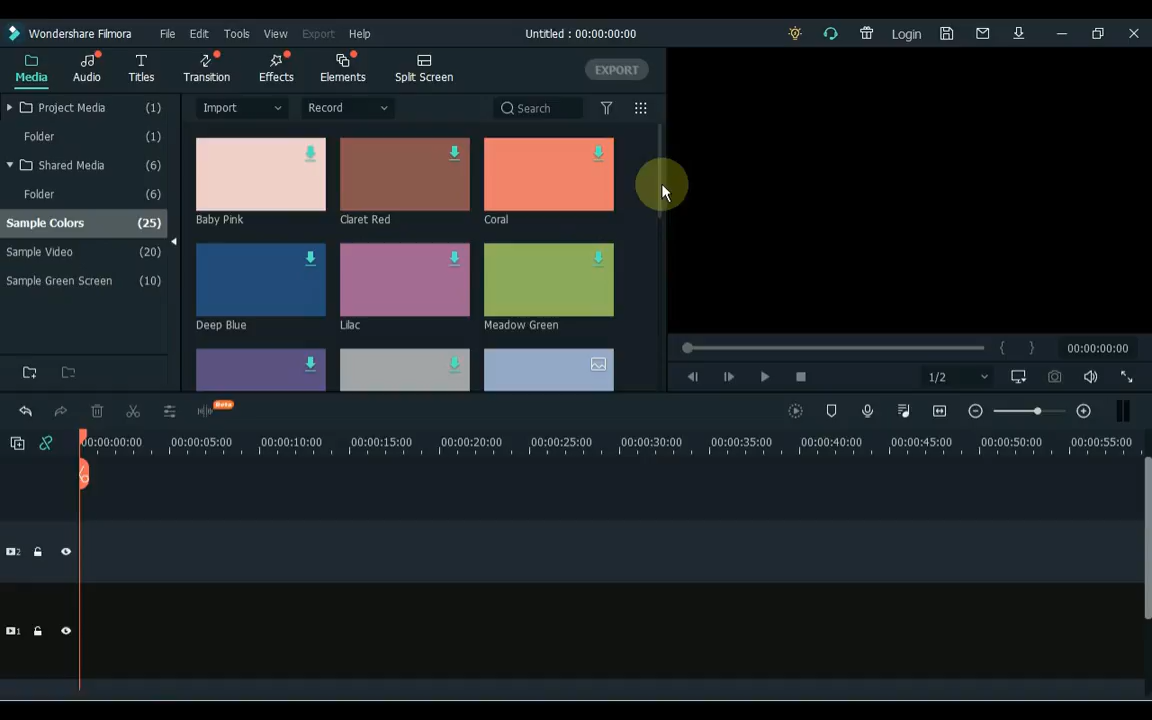 Wondershare Filmora File Edit Tools View Export Help Untitled : 00:00:00:00 Login
Media Audio Titles Transition Effects Elements Split Screen EXPORT
Project Media (1)
Folder (1)
Shared Media (6)
Folder (6)
Sample Colors (25)
Sample Video (20)
Sample Green Screen (10)
Import Record Search
Baby Pink Claret Red Coral
Deep Blue Lilac Meadow Green
{ } 00:00:00:00
1/2
Beta
00:00:00:00 00:00:05:00 00:00:10:00 00:00:15:00 00:00:20:00 00:00:25:00 00:00:30:00 00:00:35:00 00:00:40:00 00:00:45:00 00:00:50:00 00:00:55:00
2
1